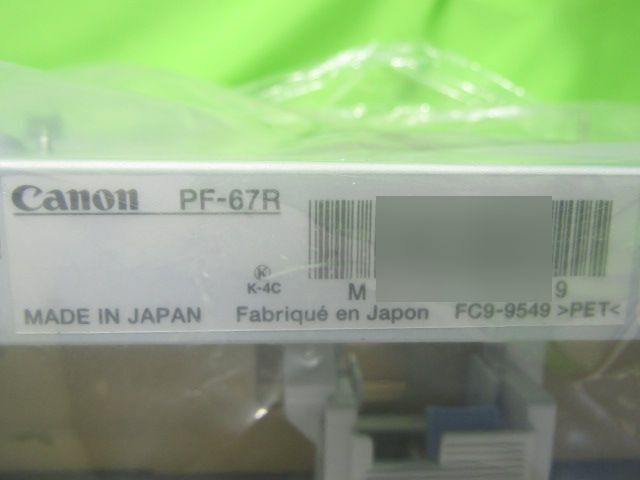 Canon PF-67R
K
K-4C
M 9
MADE IN JAPAN Fabriqué en Japon FC9-9549 >PET<